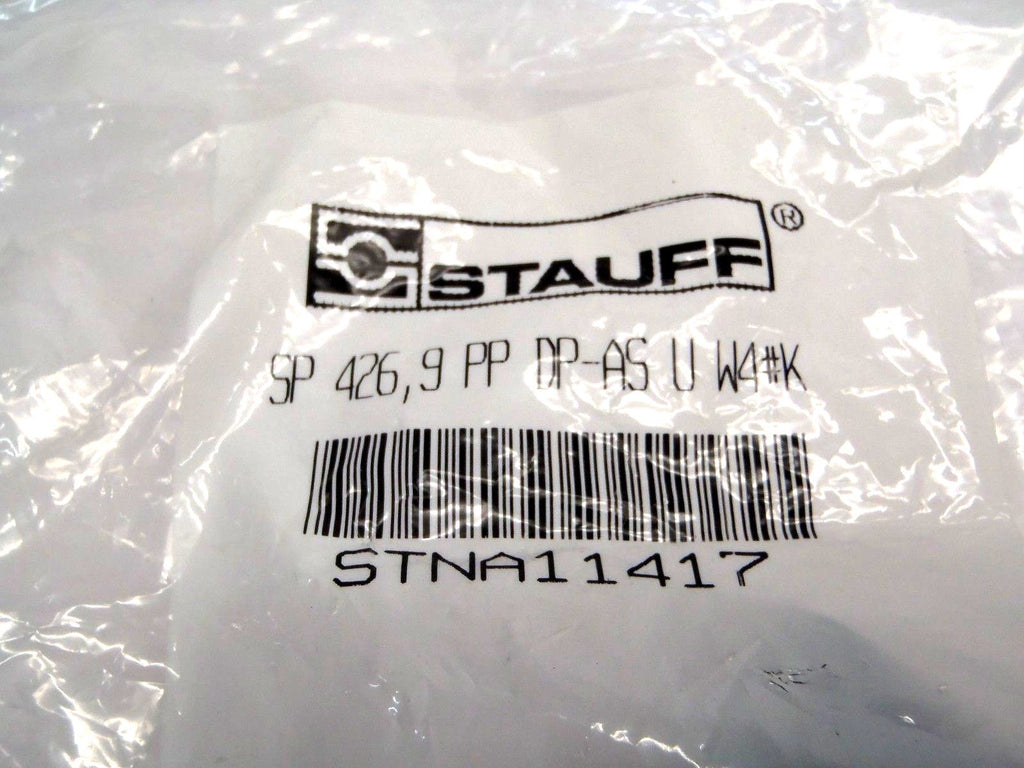 STAUFF®
SP 426,9 PP DP-AS U W4#K
STNA11417